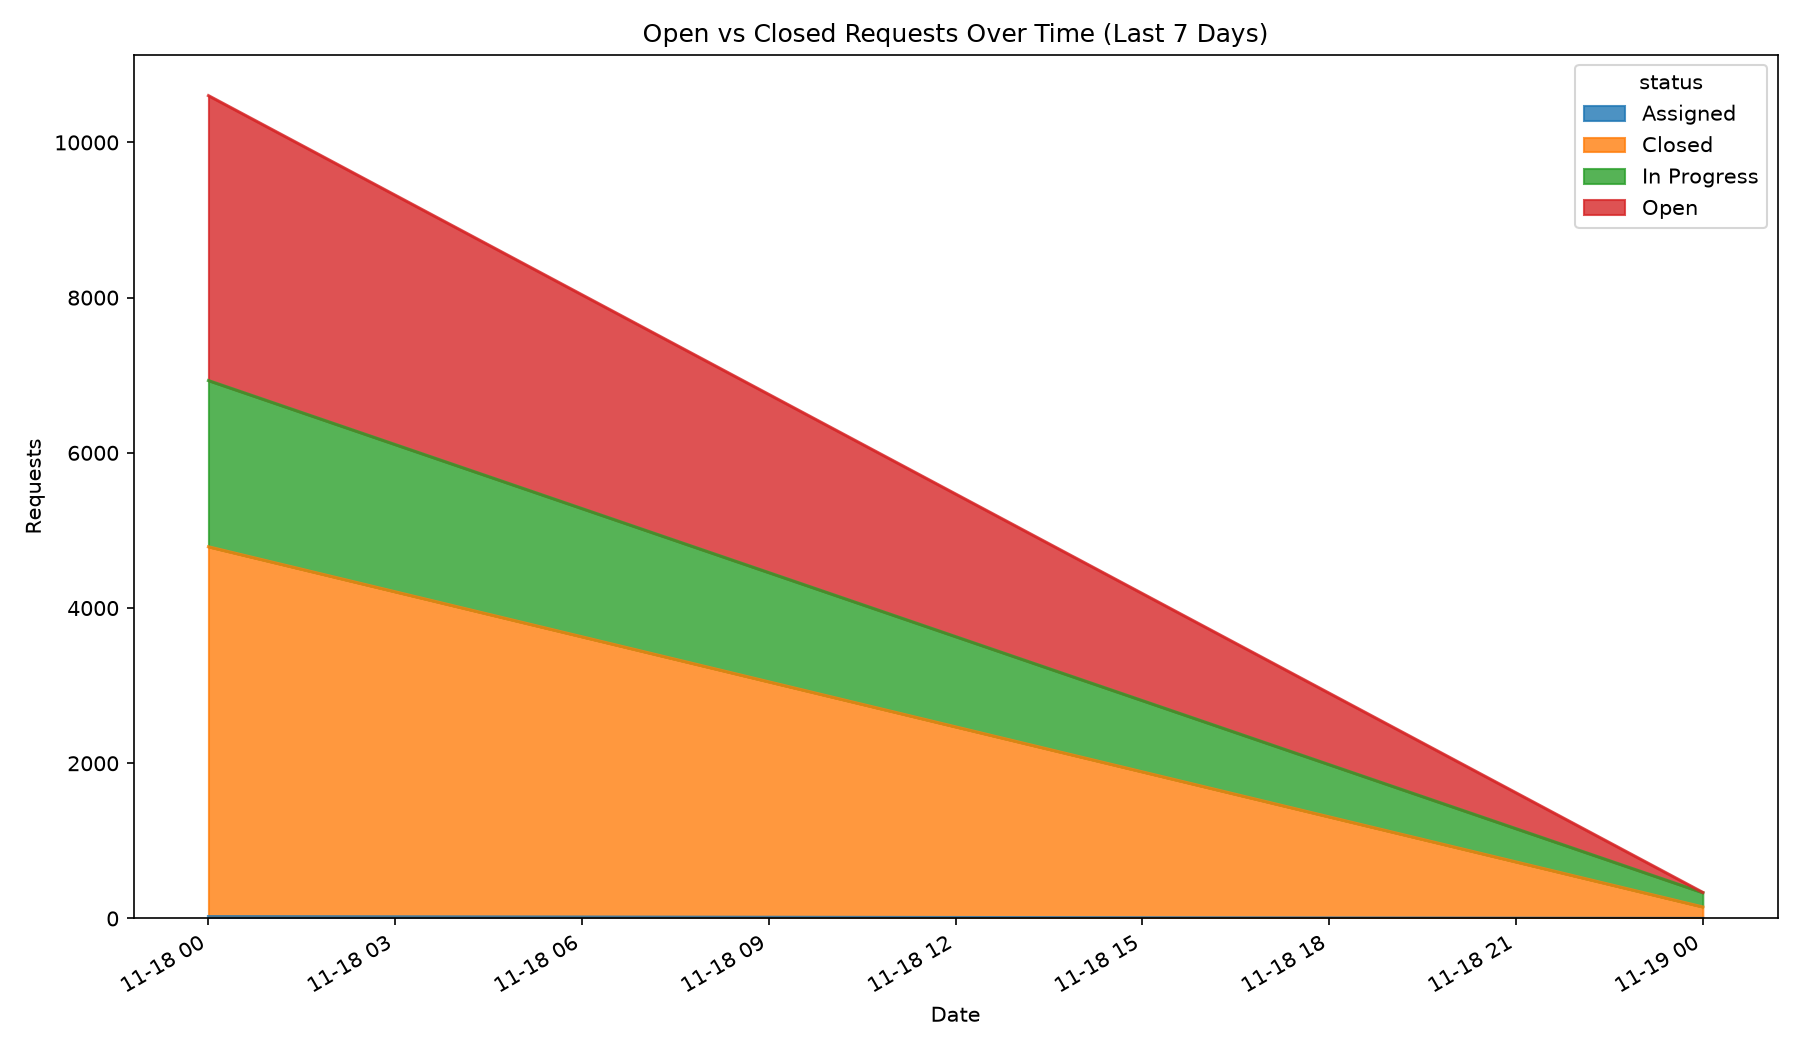 Open vs Closed Requests Over Time (Last 7 Days)
status
Assigned
Closed
In Progress
Open
Requests
10000
8000
6000
4000
2000
0
11-18 00
11-18 03
11-18 06
11-18 09
11-18 12
11-18 15
11-18 18
11-18 21
11-19 00
Date